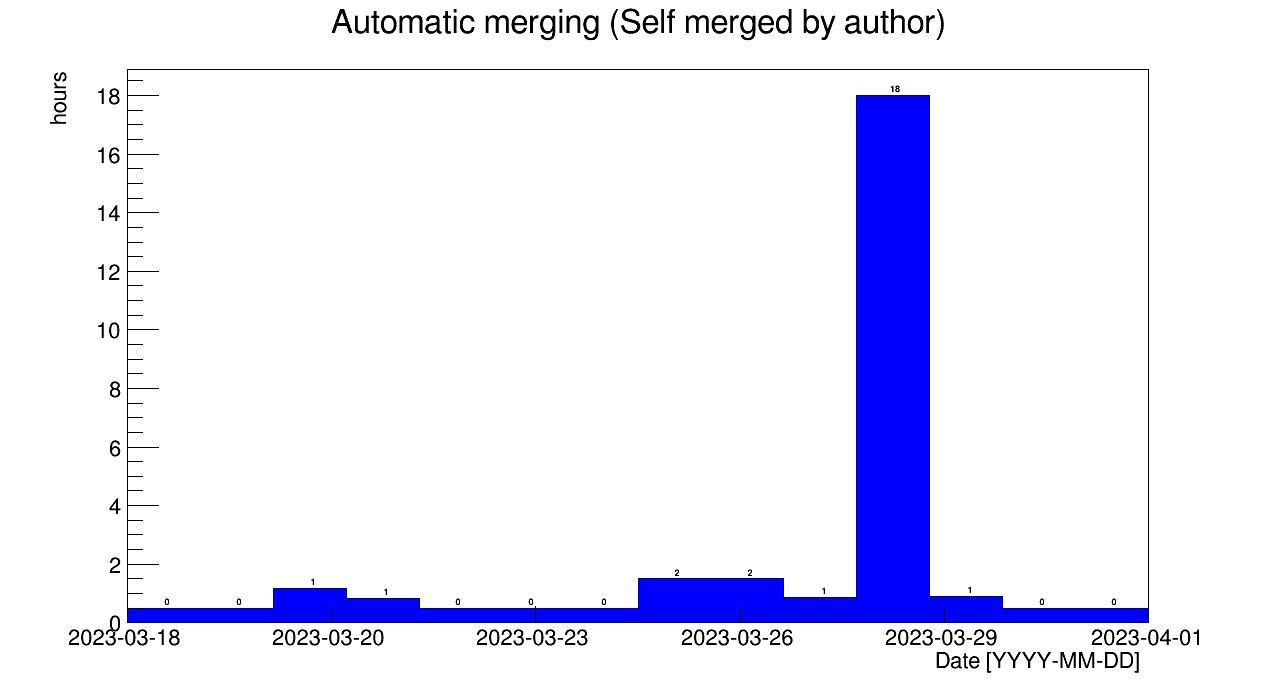 Automatic merging (Self merged by author)
hours
18
16
14
12
10
8
6
4
2
0
0 0 1 1 0 0 0 2 2 1 18 1 0 0
2023-03-18 2023-03-20 2023-03-23 2023-03-26 2023-03-29 2023-04-01
Date [YYYY-MM-DD]